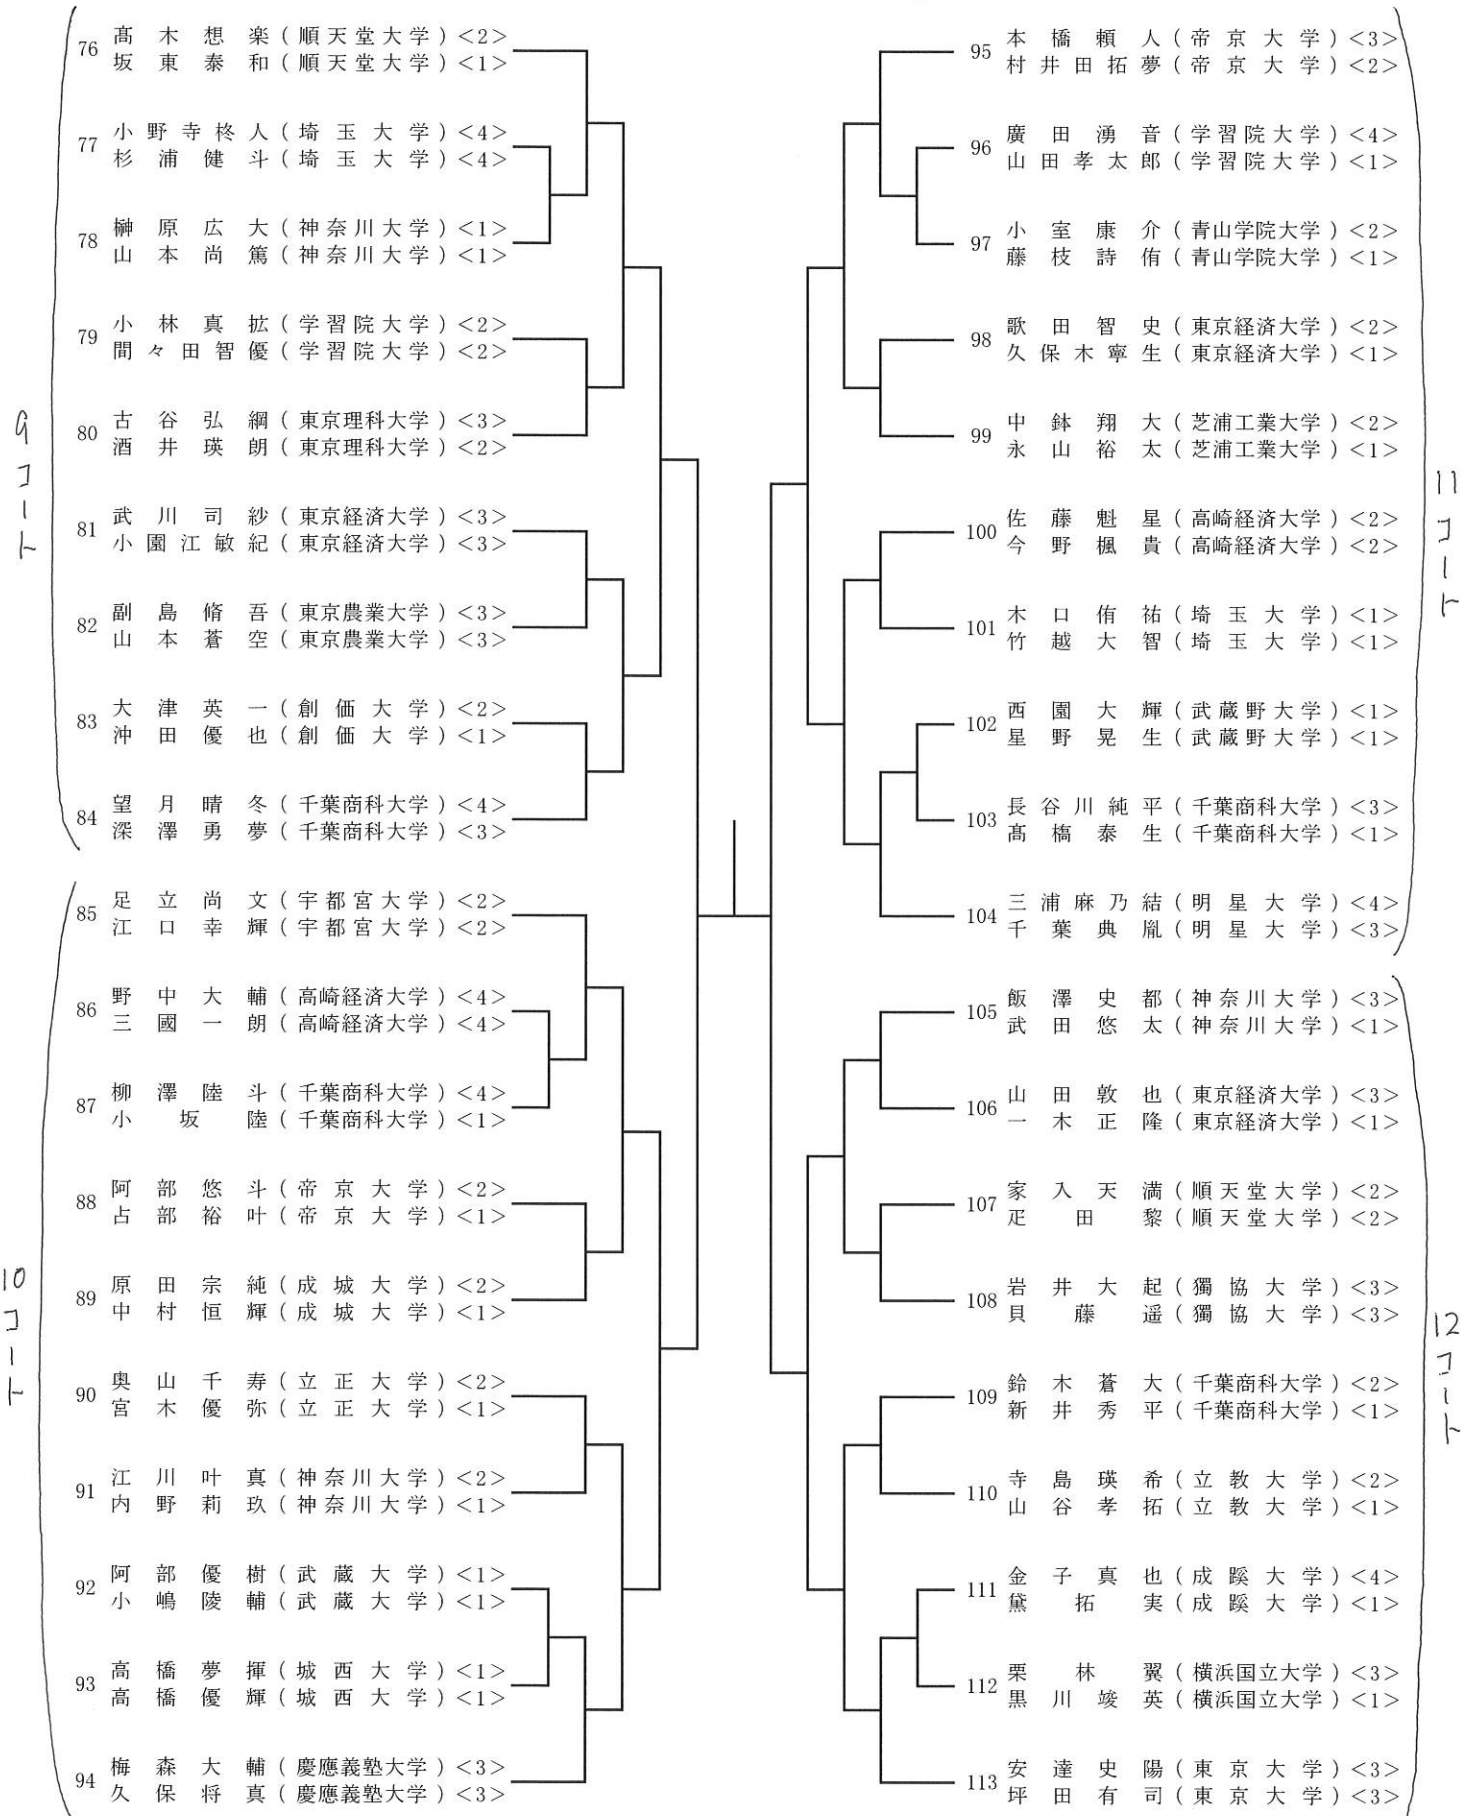 9コート
76
髙木想楽(順天堂大学)<2>
坂東泰和(順天堂大学)<1>
77
小野寺柊人(埼玉大学)<4>
杉浦健斗(埼玉大学)<4>
78
榊原広大(神奈川大学)<1>
山本尚篤(神奈川大学)<1>
79
小林真拡(学習院大学)<2>
間々田智優(学習院大学)<2>
80
古谷弘綱(東京理科大学)<3>
酒井瑛朗(東京理科大学)<2>
81
武川司紗(東京経済大学)<3>
小園江敏紀(東京経済大学)<3>
82
副島脩吾(東京農業大学)<3>
山本蒼空(東京農業大学)<3>
83
大津英一(創価大学)<2>
沖田優也(創価大学)<1>
84
望月晴冬(千葉商科大学)<4>
深澤勇夢(千葉商科大学)<3>
10コート
85
足立尚文(宇都宮大学)<2>
江口幸輝(宇都宮大学)<2>
86
野中大輔(高崎経済大学)<4>
三國一朗(高崎経済大学)<4>
87
柳澤陸斗(千葉商科大学)<4>
小坂陸(千葉商科大学)<1>
88
阿部悠斗(帝京大学)<2>
占部裕叶(帝京大学)<1>
89
原田宗純(成城大学)<2>
中村恒輝(成城大学)<1>
90
奥山千寿(立正大学)<2>
宮木優弥(立正大学)<1>
91
江川叶真(神奈川大学)<2>
内野莉玖(神奈川大学)<1>
92
阿部優樹(武蔵大学)<1>
小嶋陵輔(武蔵大学)<1>
93
高橋夢揮(城西大学)<1>
高橋優輝(城西大学)<1>
94
梅森大輔(慶應義塾大学)<3>
久保将真(慶應義塾大学)<3>
11コート
95
本橋頼人(帝京大学)<3>
村井田拓夢(帝京大学)<2>
96
廣田湧音(学習院大学)<4>
山田孝太郎(学習院大学)<1>
97
小室康介(青山学院大学)<2>
藤枝詩侑(青山学院大学)<1>
98
歌田智史(東京経済大学)<2>
久保木寧生(東京経済大学)<1>
99
中鉢翔大(芝浦工業大学)<2>
永山裕太(芝浦工業大学)<1>
100
佐藤魁星(高崎経済大学)<2>
今野楓貴(高崎経済大学)<2>
101
木口侑祐(埼玉大学)<1>
竹越大智(埼玉大学)<1>
102
西園大輝(武蔵野大学)<1>
星野晃生(武蔵野大学)<1>
103
長谷川純平(千葉商科大学)<3>
髙橋泰生(千葉商科大学)<1>
104
三浦麻乃結(明星大学)<4>
千葉典胤(明星大学)<3>
12コート
105
飯澤史都(神奈川大学)<3>
武田悠太(神奈川大学)<1>
106
山田敦也(東京経済大学)<3>
一木正隆(東京経済大学)<1>
107
家入天満(順天堂大学)<2>
疋田黎(順天堂大学)<2>
108
岩井大起(獨協大学)<3>
貝藤遥(獨協大学)<3>
109
鈴木蒼大(千葉商科大学)<2>
新井秀平(千葉商科大学)<1>
110
寺島瑛希(立教大学)<2>
山谷孝拓(立教大学)<1>
111
金子真也(成蹊大学)<4>
黛拓実(成蹊大学)<1>
112
栗林翼(横浜国立大学)<3>
黒川竣英(横浜国立大学)<1>
113
安達史陽(東京大学)<3>
坪田有司(東京大学)<3>